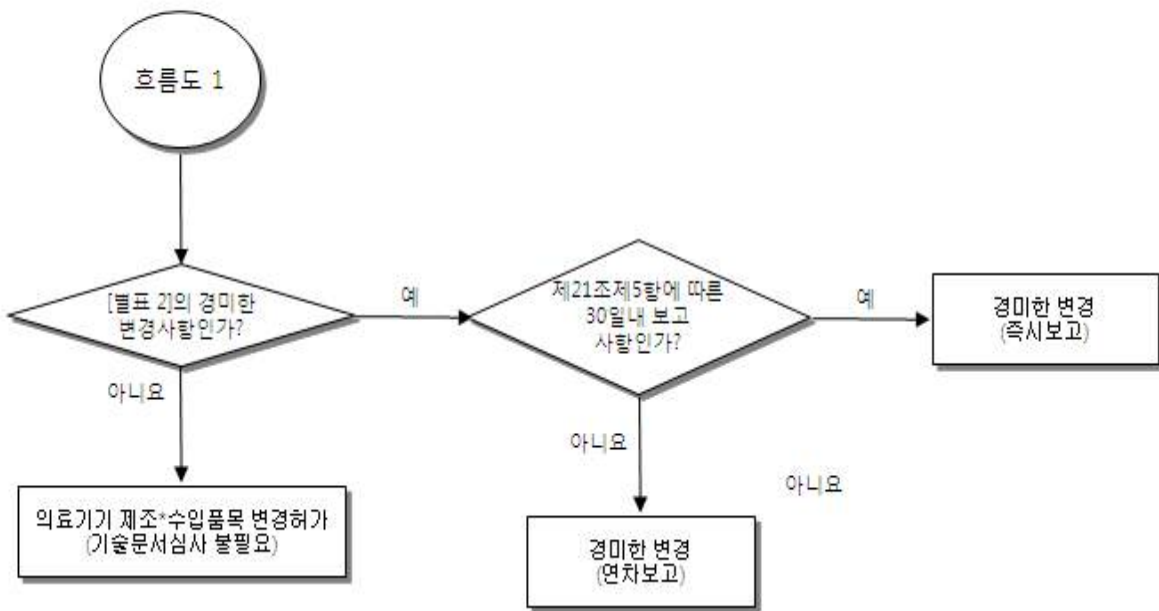 흐름도 1
[별표 2]의 경미한
변경사항인가?
예
제21조제5항에 따른
30일내 보고
사항인가?
예
경미한 변경
(즉시보고)
아니요
아니요
아니요
의료기기 제조*수입품목 변경허가
(기술문서심사 불필요)
경미한 변경
(연차보고)